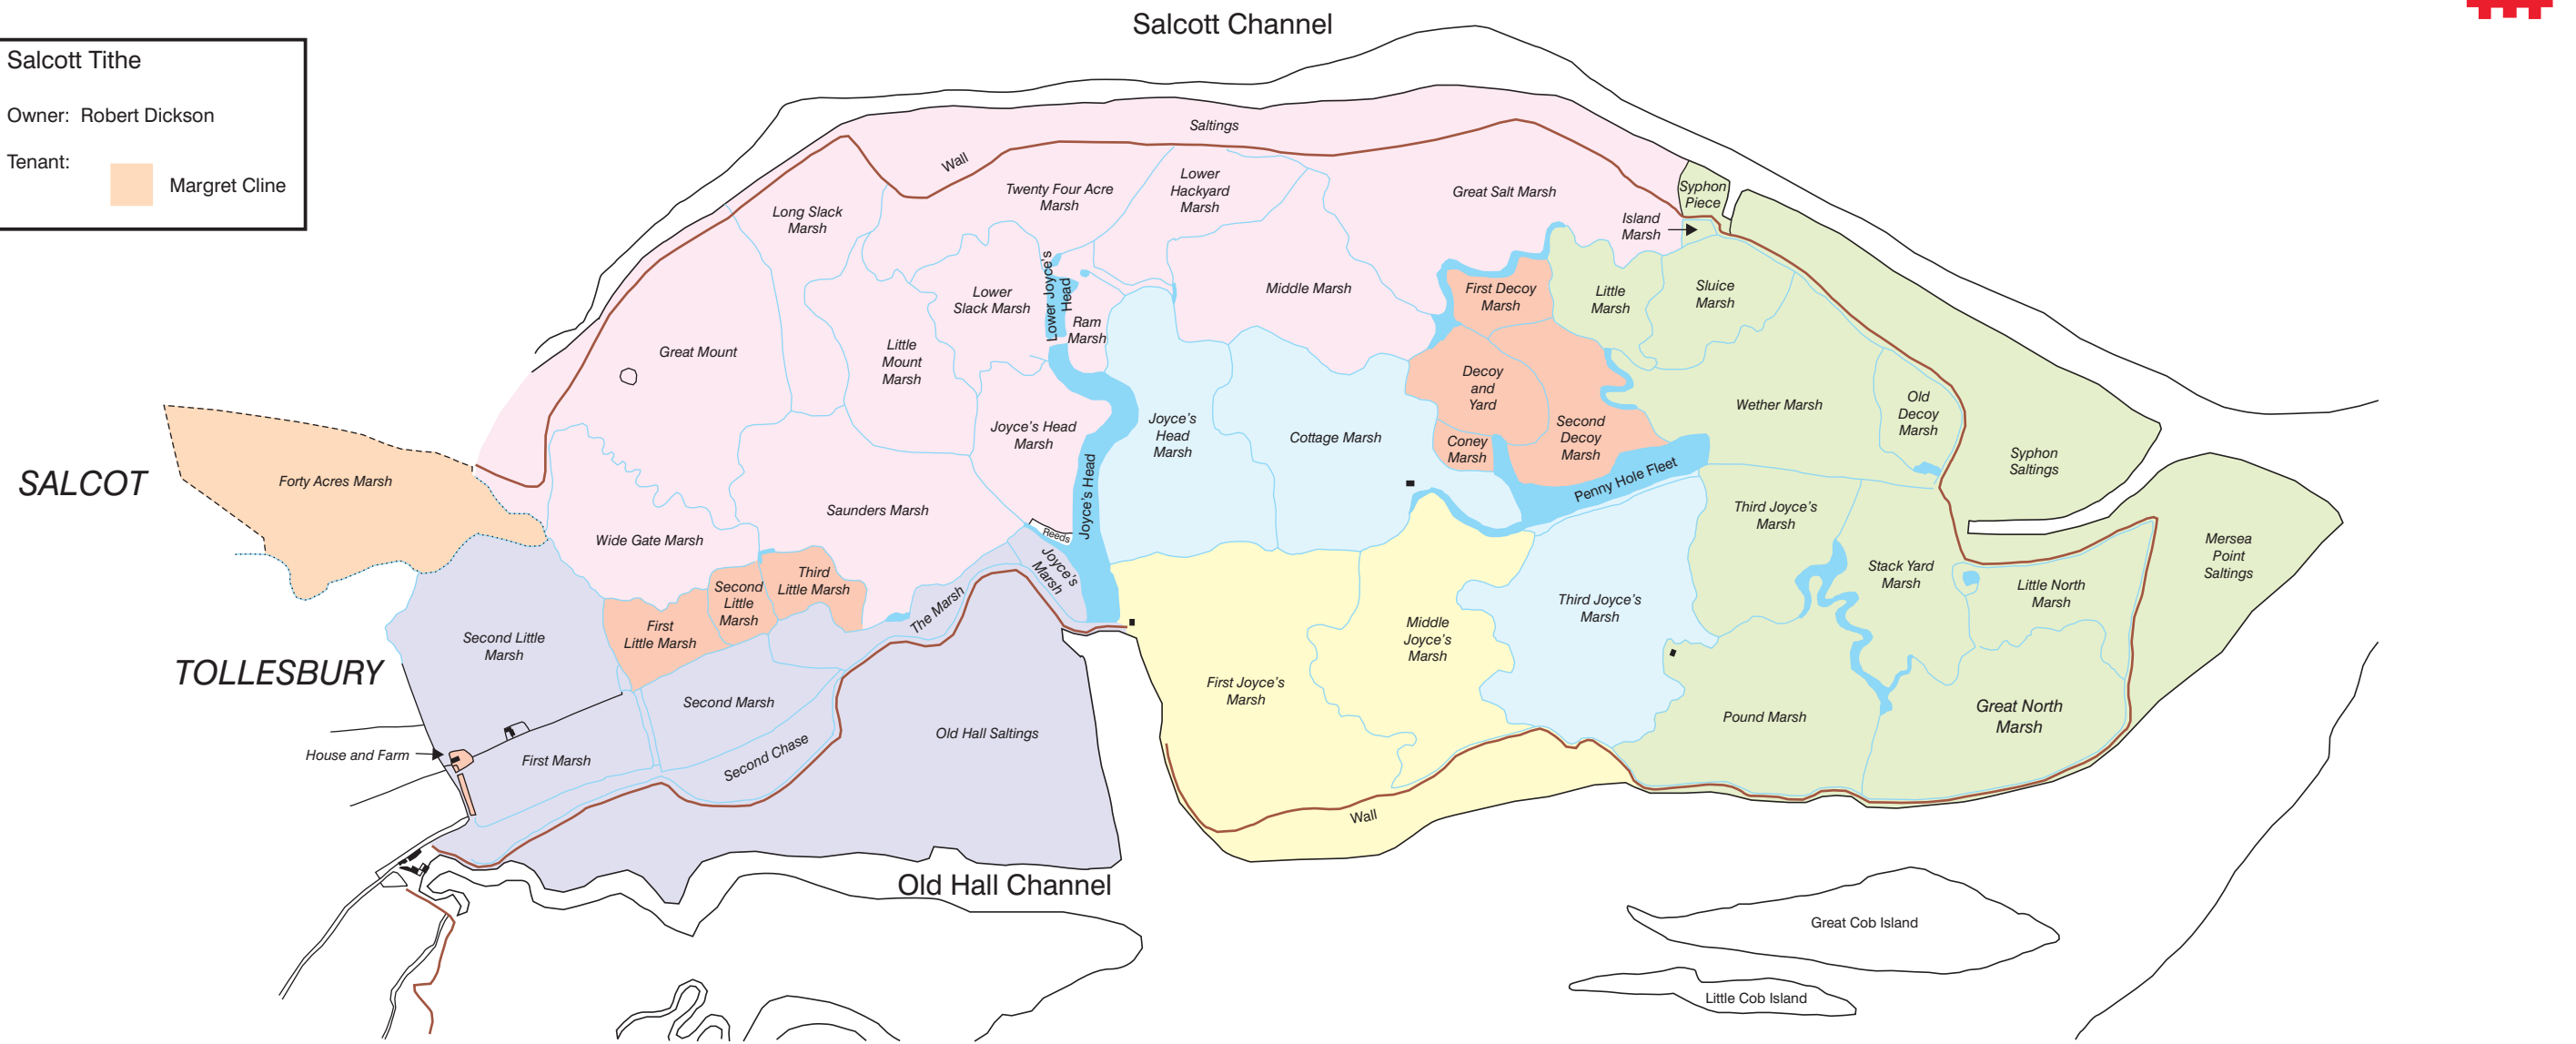 Salcott Channel
Salcott Tithe
Owner: Robert Dickson
Tenant:
Margret Cline
Saltings
Wall
Twenty Four Acre
Marsh
Lower
Hackyard
Marsh
Great Salt Marsh
Syphon
Piece
Island
Marsh
Long Slack
Marsh
Lower Joyce's
Head
Lower
Slack Marsh
Ram
Marsh
Middle Marsh
First Decoy
Marsh
Little
Marsh
Sluice
Marsh
Great Mount
Little
Mount
Marsh
Decoy
and
Yard
Wether Marsh
Old
Decoy
Marsh
Joyce's Head
Marsh
Joyce's
Head
Marsh
Cottage Marsh
Coney
Marsh
Second
Decoy
Marsh
Syphon
Saltings
SALCOT
Forty Acres Marsh
Penny Hole Fleet
Joyce's Head
Saunders Marsh
Third Joyce's
Marsh
Wide Gate Marsh
Reeds
Joyce's
Marsh
Mersea
Point
Saltings
Stack Yard
Marsh
Little North
Marsh
Second
Little
Marsh
Third
Little Marsh
The Marsh
Third Joyce's
Marsh
First
Little Marsh
Second Little
Marsh
Middle
Joyce's
Marsh
TOLLESBURY
First Joyce's
Marsh
Second Marsh
Pound Marsh
Great North
Marsh
Old Hall Saltings
House and Farm
First Marsh
Second Chase
Wall
Old Hall Channel
Great Cob Island
Little Cob Island